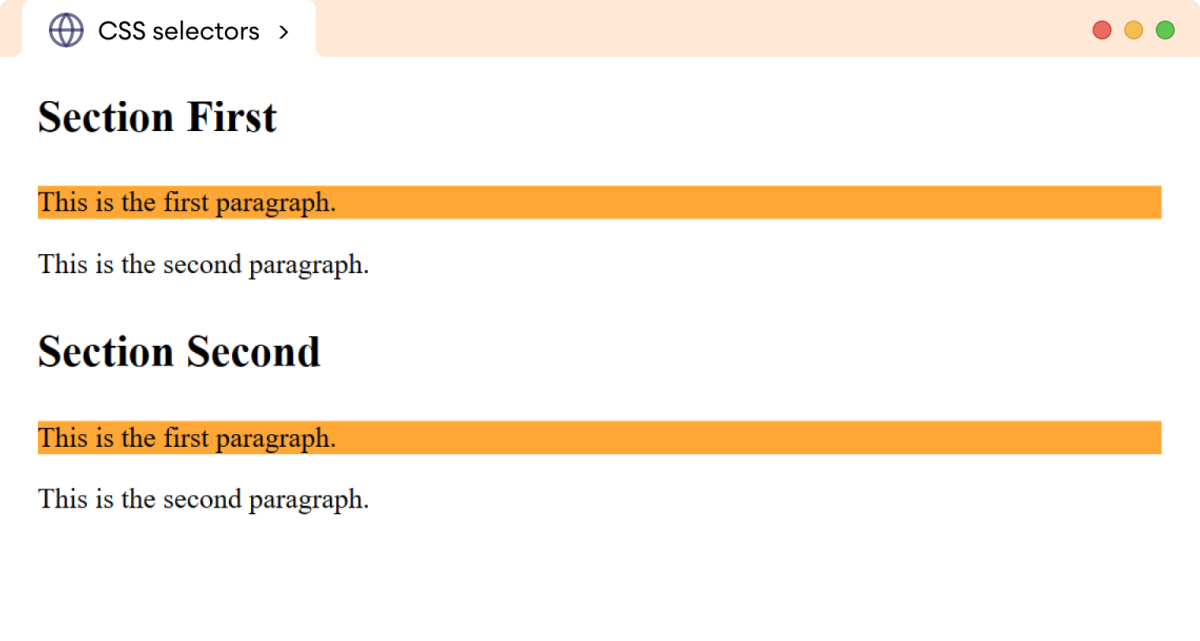 CSS selectors
Section First
This is the first paragraph.
This is the second paragraph.
Section Second
This is the first paragraph.
This is the second paragraph.